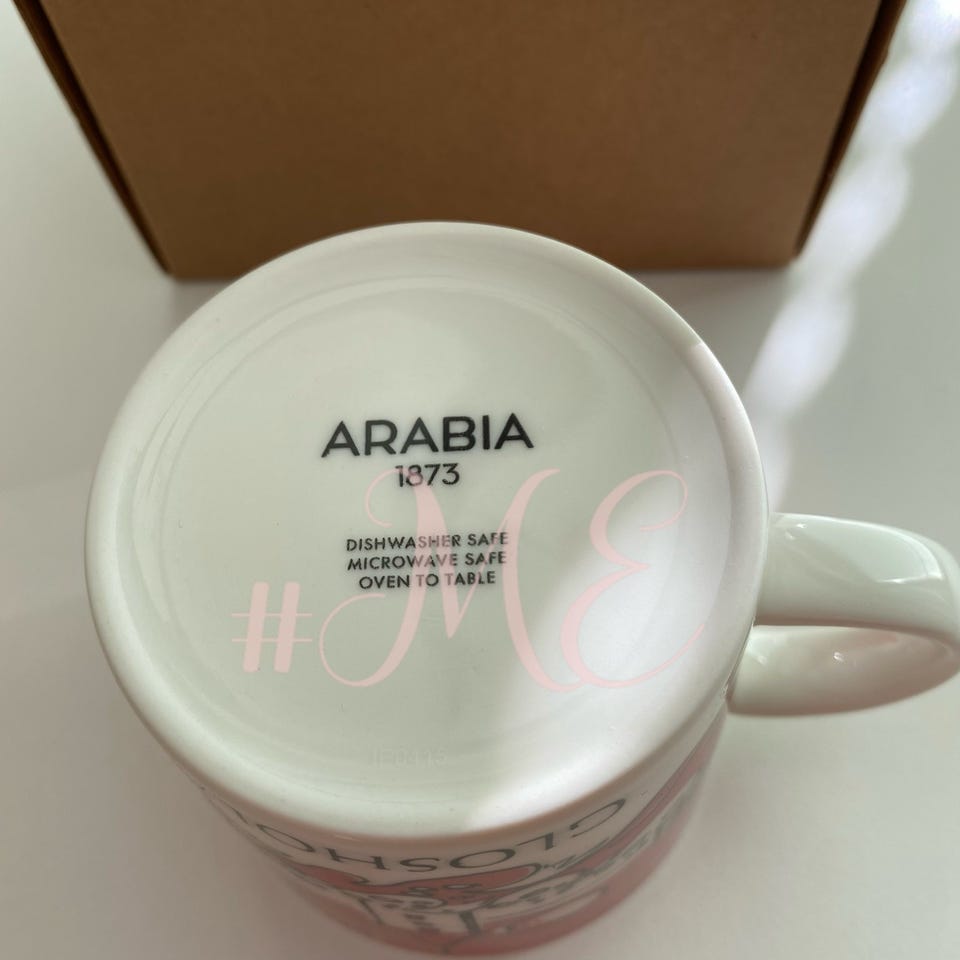 ARABIA
1873
DISHWASHER SAFE
MICROWAVE SAFE
OVEN TO TABLE
#ME